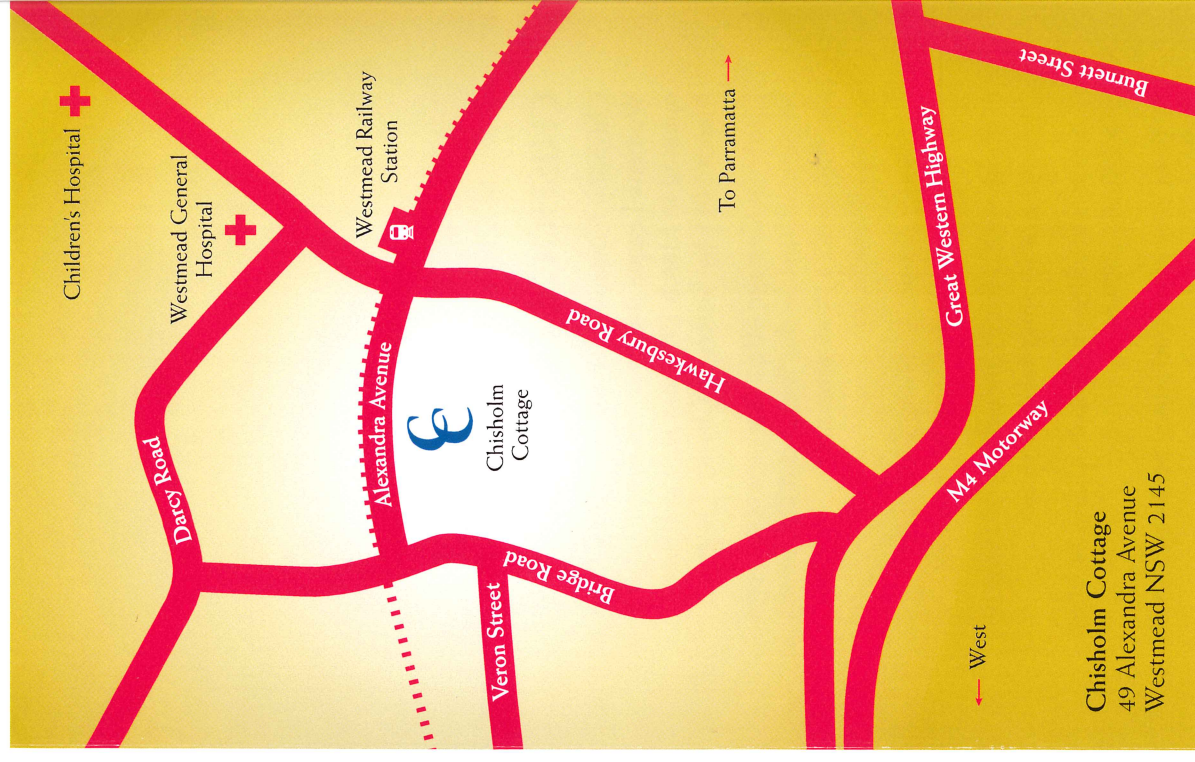 Children's Hospital
Westmead General
Hospital
Westmead Railway
Station
To Parramatta
Burnett Street
Great Western Highway
Hawkesbury Road
Alexandra Avenue
Darcy Road
Chisholm
Cottage
M4 Motorway
Bridge Road
Veron Street
West
Chisholm Cottage
49 Alexandra Avenue
Westmead NSW 2145